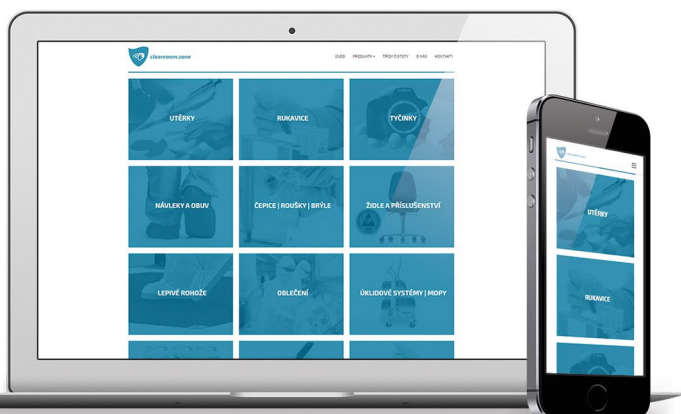 cleanroom.zone
ÚVOD PRODUKTY TŘÍDY ČISTOTY O NÁS KONTAKTY
UTĚRKY RUKAVICE TYČINKY
NÁVLEKY A OBUV ČEPICE | ROUŠKY | BRÝLE ŽIDLE A PŘÍSLUŠENSTVÍ
LEPIVÉ ROHOŽE OBLEČENÍ ÚKLIDOVÉ SYSTÉMY | MOPY
UTĚRKY
RUKAVICE